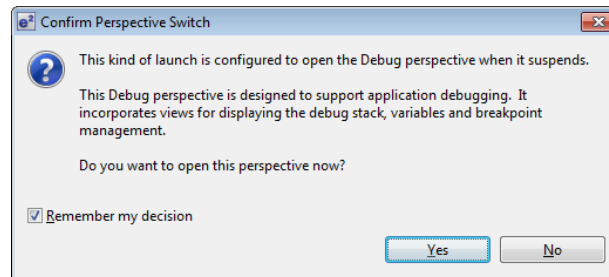 e² Confirm Perspective Switch
This kind of launch is configured to open the Debug perspective when it suspends.
This Debug perspective is designed to support application debugging. It
incorporates views for displaying the debug stack, variables and breakpoint
management.
Do you want to open this perspective now?
Remember my decision
Yes No